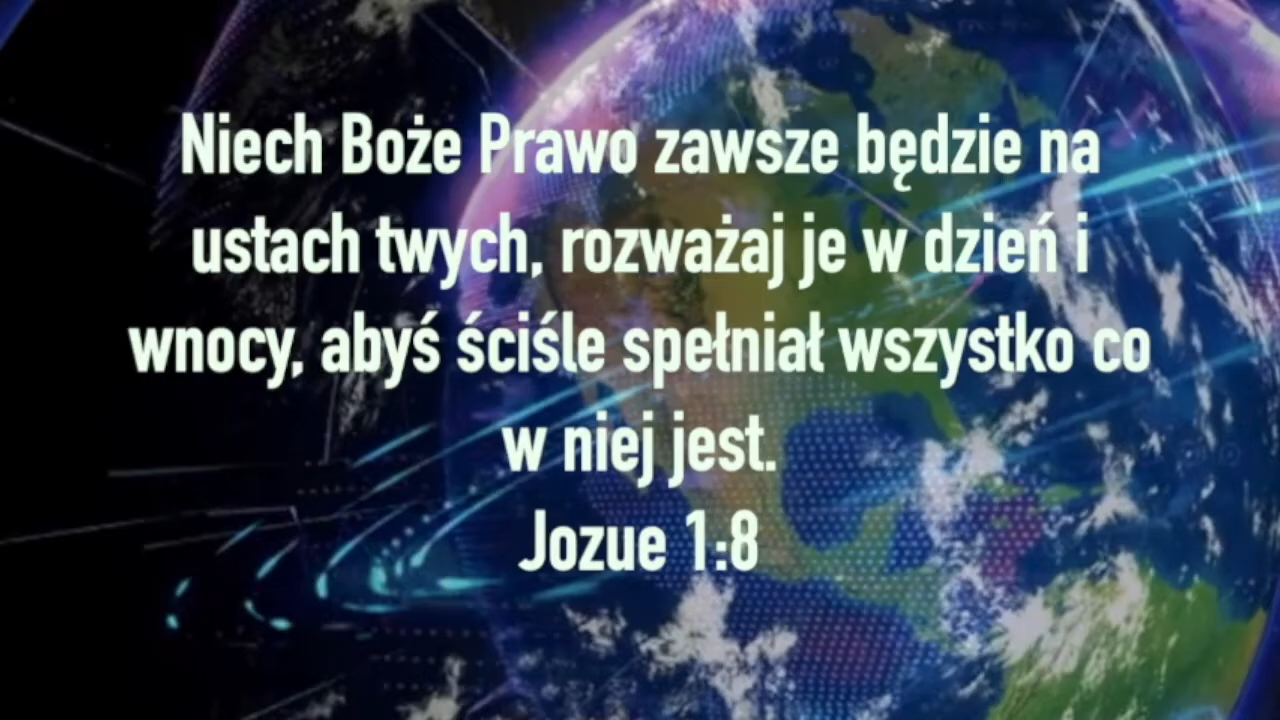 Niech Boże Prawo zawsze będzie na
ustach twych, rozważaj je w dzień i
wnocy, abyś ściśle spełniał wszystko co
w niej jest.
Jozue 1:8